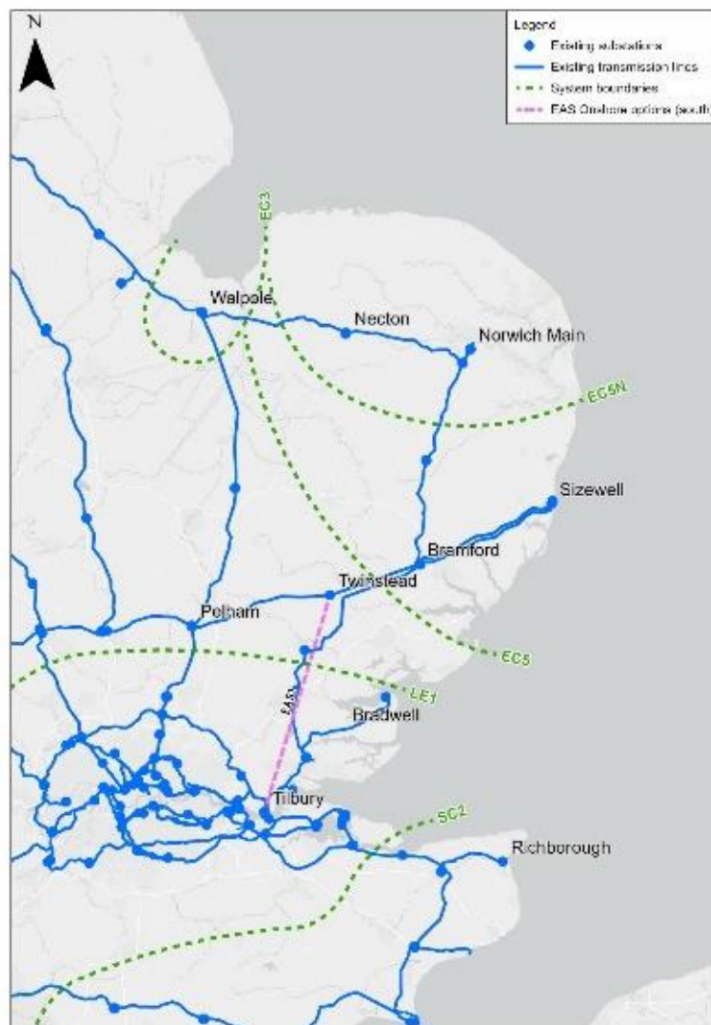 N
Legend
Existing substations
Existing transmission lines
System boundaries
EAS Onshore options (south)
EC3
Walpole
Necton
Norwich Main
EC5N
Sizewell
Bramford
Twinstead
Pelham
EC5
LE1
Bradwell
Tilbury
SC2
Richborough